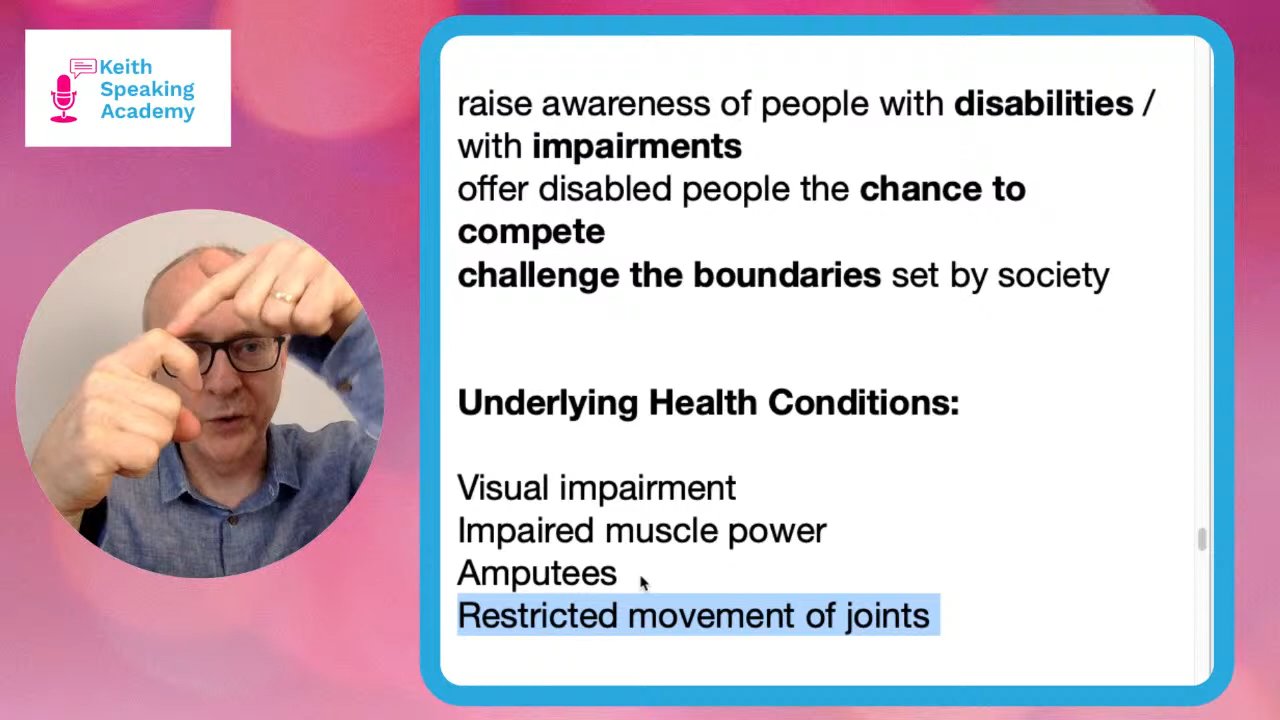 Keith
Speaking
Academy
raise awareness of people with disabilities /
with impairments
offer disabled people the chance to
compete
challenge the boundaries set by society
Underlying Health Conditions:
Visual impairment
Impaired muscle power
Amputees
Restricted movement of joints